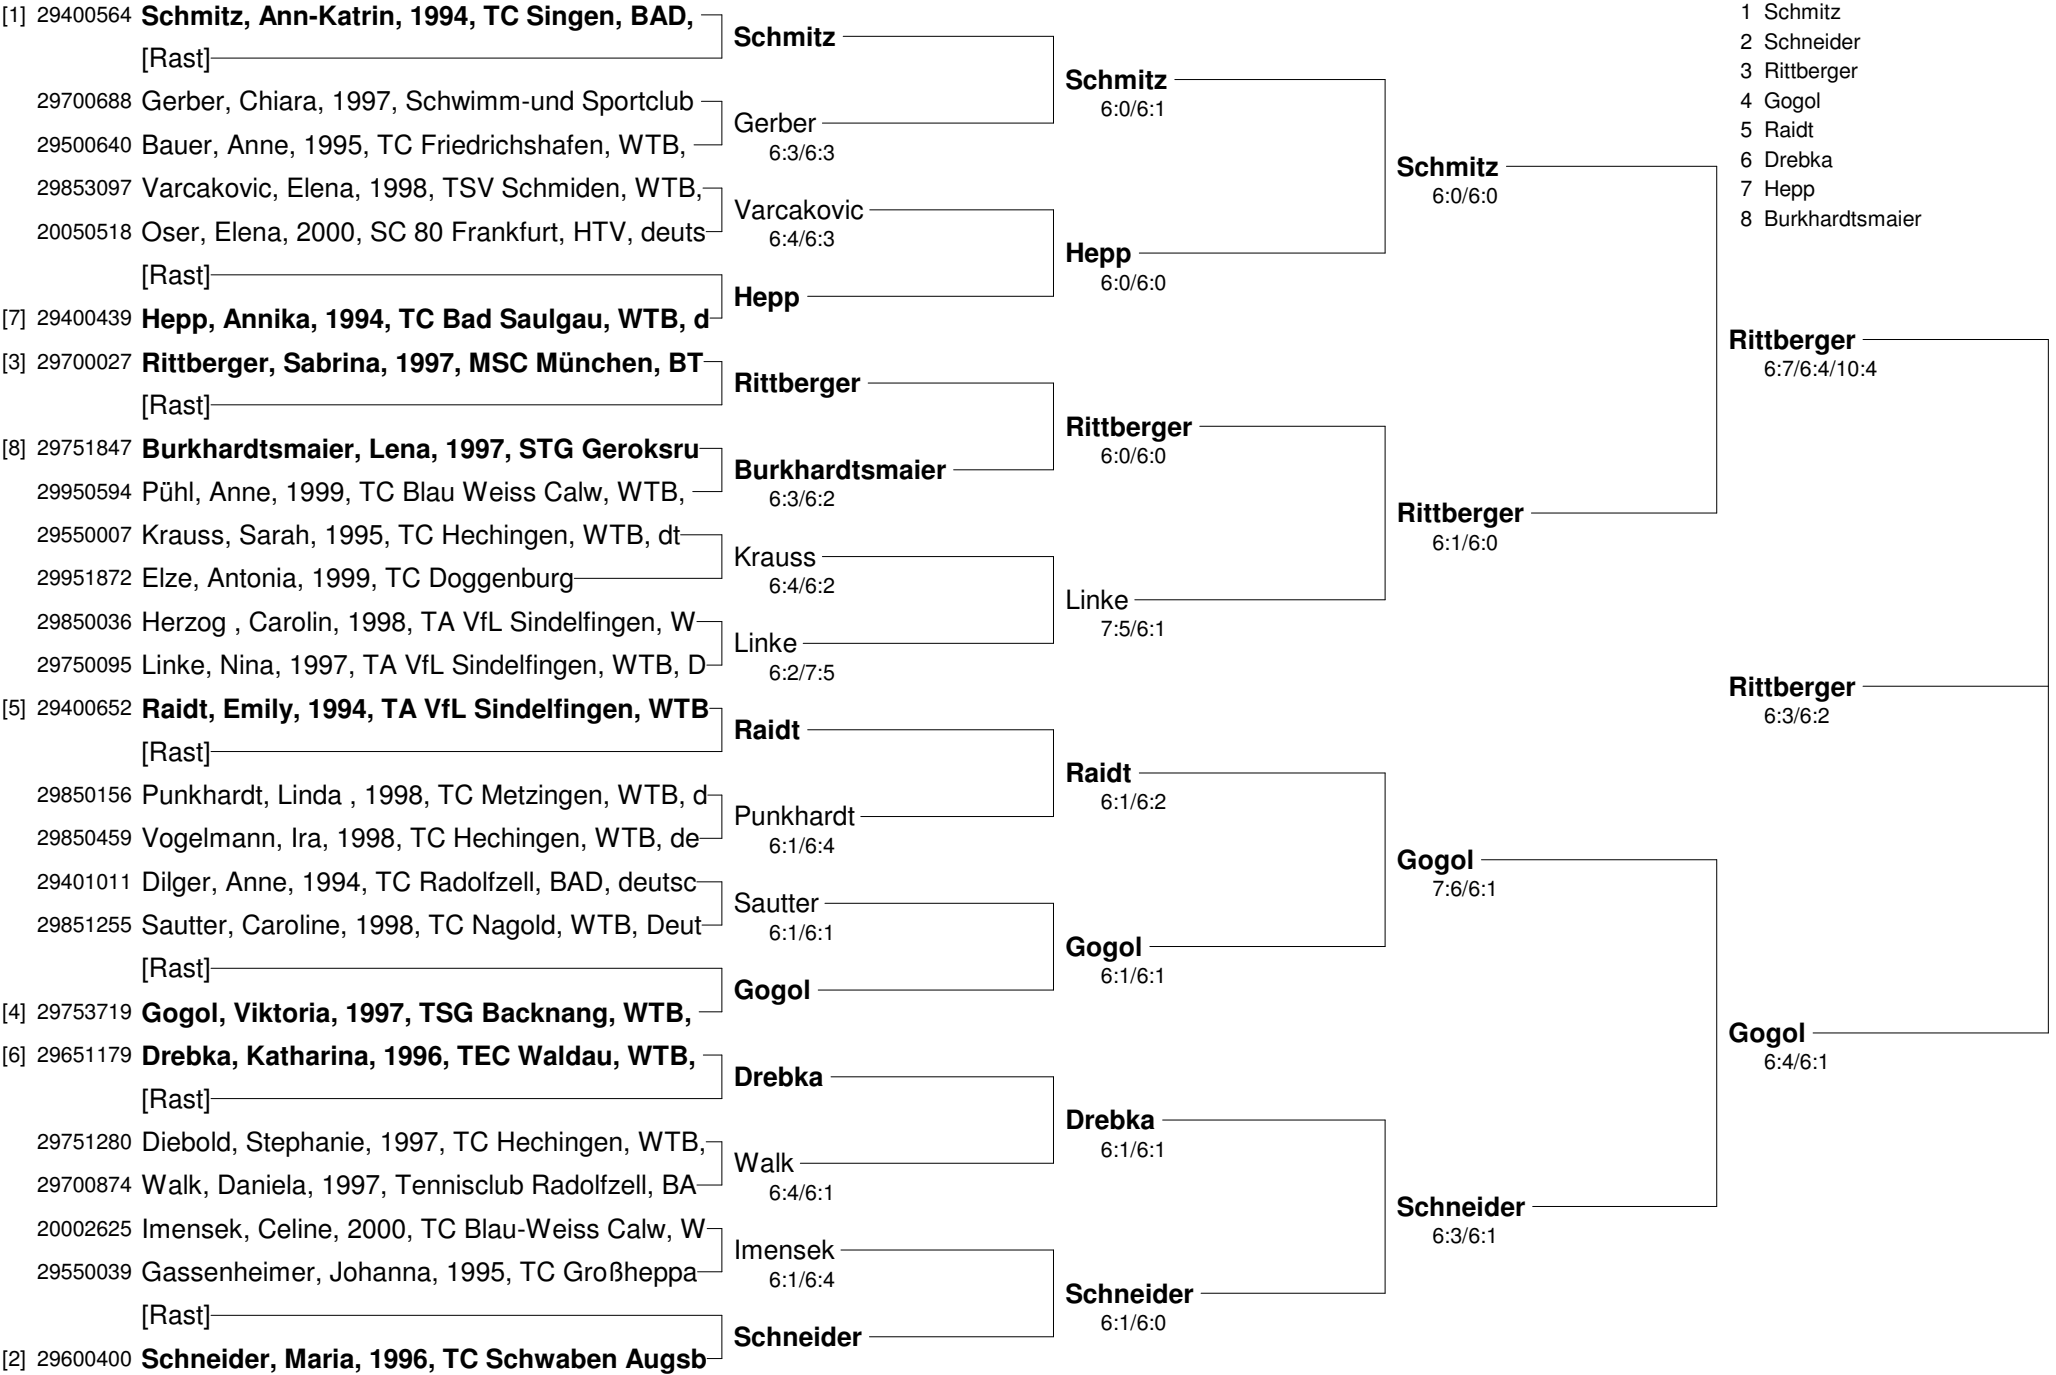 [1] 29400564 Schmitz, Ann-Katrin, 1994, TC Singen, BAD,
[Rast]
29700688 Gerber, Chiara, 1997, Schwimm-und Sportclub
29500640 Bauer, Anne, 1995, TC Friedrichshafen, WTB,
29853097 Varcakovic, Elena, 1998, TSV Schmiden, WTB,
20050518 Oser, Elena, 2000, SC 80 Frankfurt, HTV, deuts
[Rast]
[7] 29400439 Hepp, Annika, 1994, TC Bad Saulgau, WTB, d
[3] 29700027 Rittberger, Sabrina, 1997, MSC München, BT
[Rast]
[8] 29751847 Burkhardtsmaier, Lena, 1997, STG Geroksru
29950594 Pühl, Anne, 1999, TC Blau Weiss Calw, WTB,
29550007 Krauss, Sarah, 1995, TC Hechingen, WTB, dt
29951872 Elze, Antonia, 1999, TC Doggenburg
29850036 Herzog , Carolin, 1998, TA VfL Sindelfingen, W
29750095 Linke, Nina, 1997, TA VfL Sindelfingen, WTB, D
[5] 29400652 Raidt, Emily, 1994, TA VfL Sindelfingen, WTB
[Rast]
29850156 Punkhardt, Linda , 1998, TC Metzingen, WTB, d
29850459 Vogelmann, Ira, 1998, TC Hechingen, WTB, de
29401011 Dilger, Anne, 1994, TC Radolfzell, BAD, deutsc
29851255 Sautter, Caroline, 1998, TC Nagold, WTB, Deut
[Rast]
[4] 29753719 Gogol, Viktoria, 1997, TSG Backnang, WTB,
[6] 29651179 Drebka, Katharina, 1996, TEC Waldau, WTB,
[Rast]
29751280 Diebold, Stephanie, 1997, TC Hechingen, WTB,
29700874 Walk, Daniela, 1997, Tennisclub Radolfzell, BA
20002625 Imensek, Celine, 2000, TC Blau-Weiss Calw, W
29550039 Gassenheimer, Johanna, 1995, TC Großheppa
[Rast]
[2] 29600400 Schneider, Maria, 1996, TC Schwaben Augsb
Schmitz
Gerber
6:3/6:3
Varcakovic
6:4/6:3
Hepp
Rittberger
Burkhardtsmaier
6:3/6:2
Krauss
6:4/6:2
Linke
6:2/7:5
Raidt
Punkhardt
6:1/6:4
Sautter
6:1/6:1
Gogol
Drebka
Walk
6:4/6:1
Imensek
6:1/6:4
Schneider
Schmitz
6:0/6:1
Hepp
6:0/6:0
Rittberger
6:0/6:0
Linke
7:5/6:1
Raidt
6:1/6:2
Gogol
6:1/6:1
Drebka
6:1/6:1
Schneider
6:1/6:0
Schmitz
6:0/6:0
Rittberger
6:1/6:0
Gogol
7:6/6:1
Schneider
6:3/6:1
1 Schmitz
2 Schneider
3 Rittberger
4 Gogol
5 Raidt
6 Drebka
7 Hepp
8 Burkhardtsmaier
Rittberger
6:7/6:4/10:4
Rittberger
6:3/6:2
Gogol
6:4/6:1